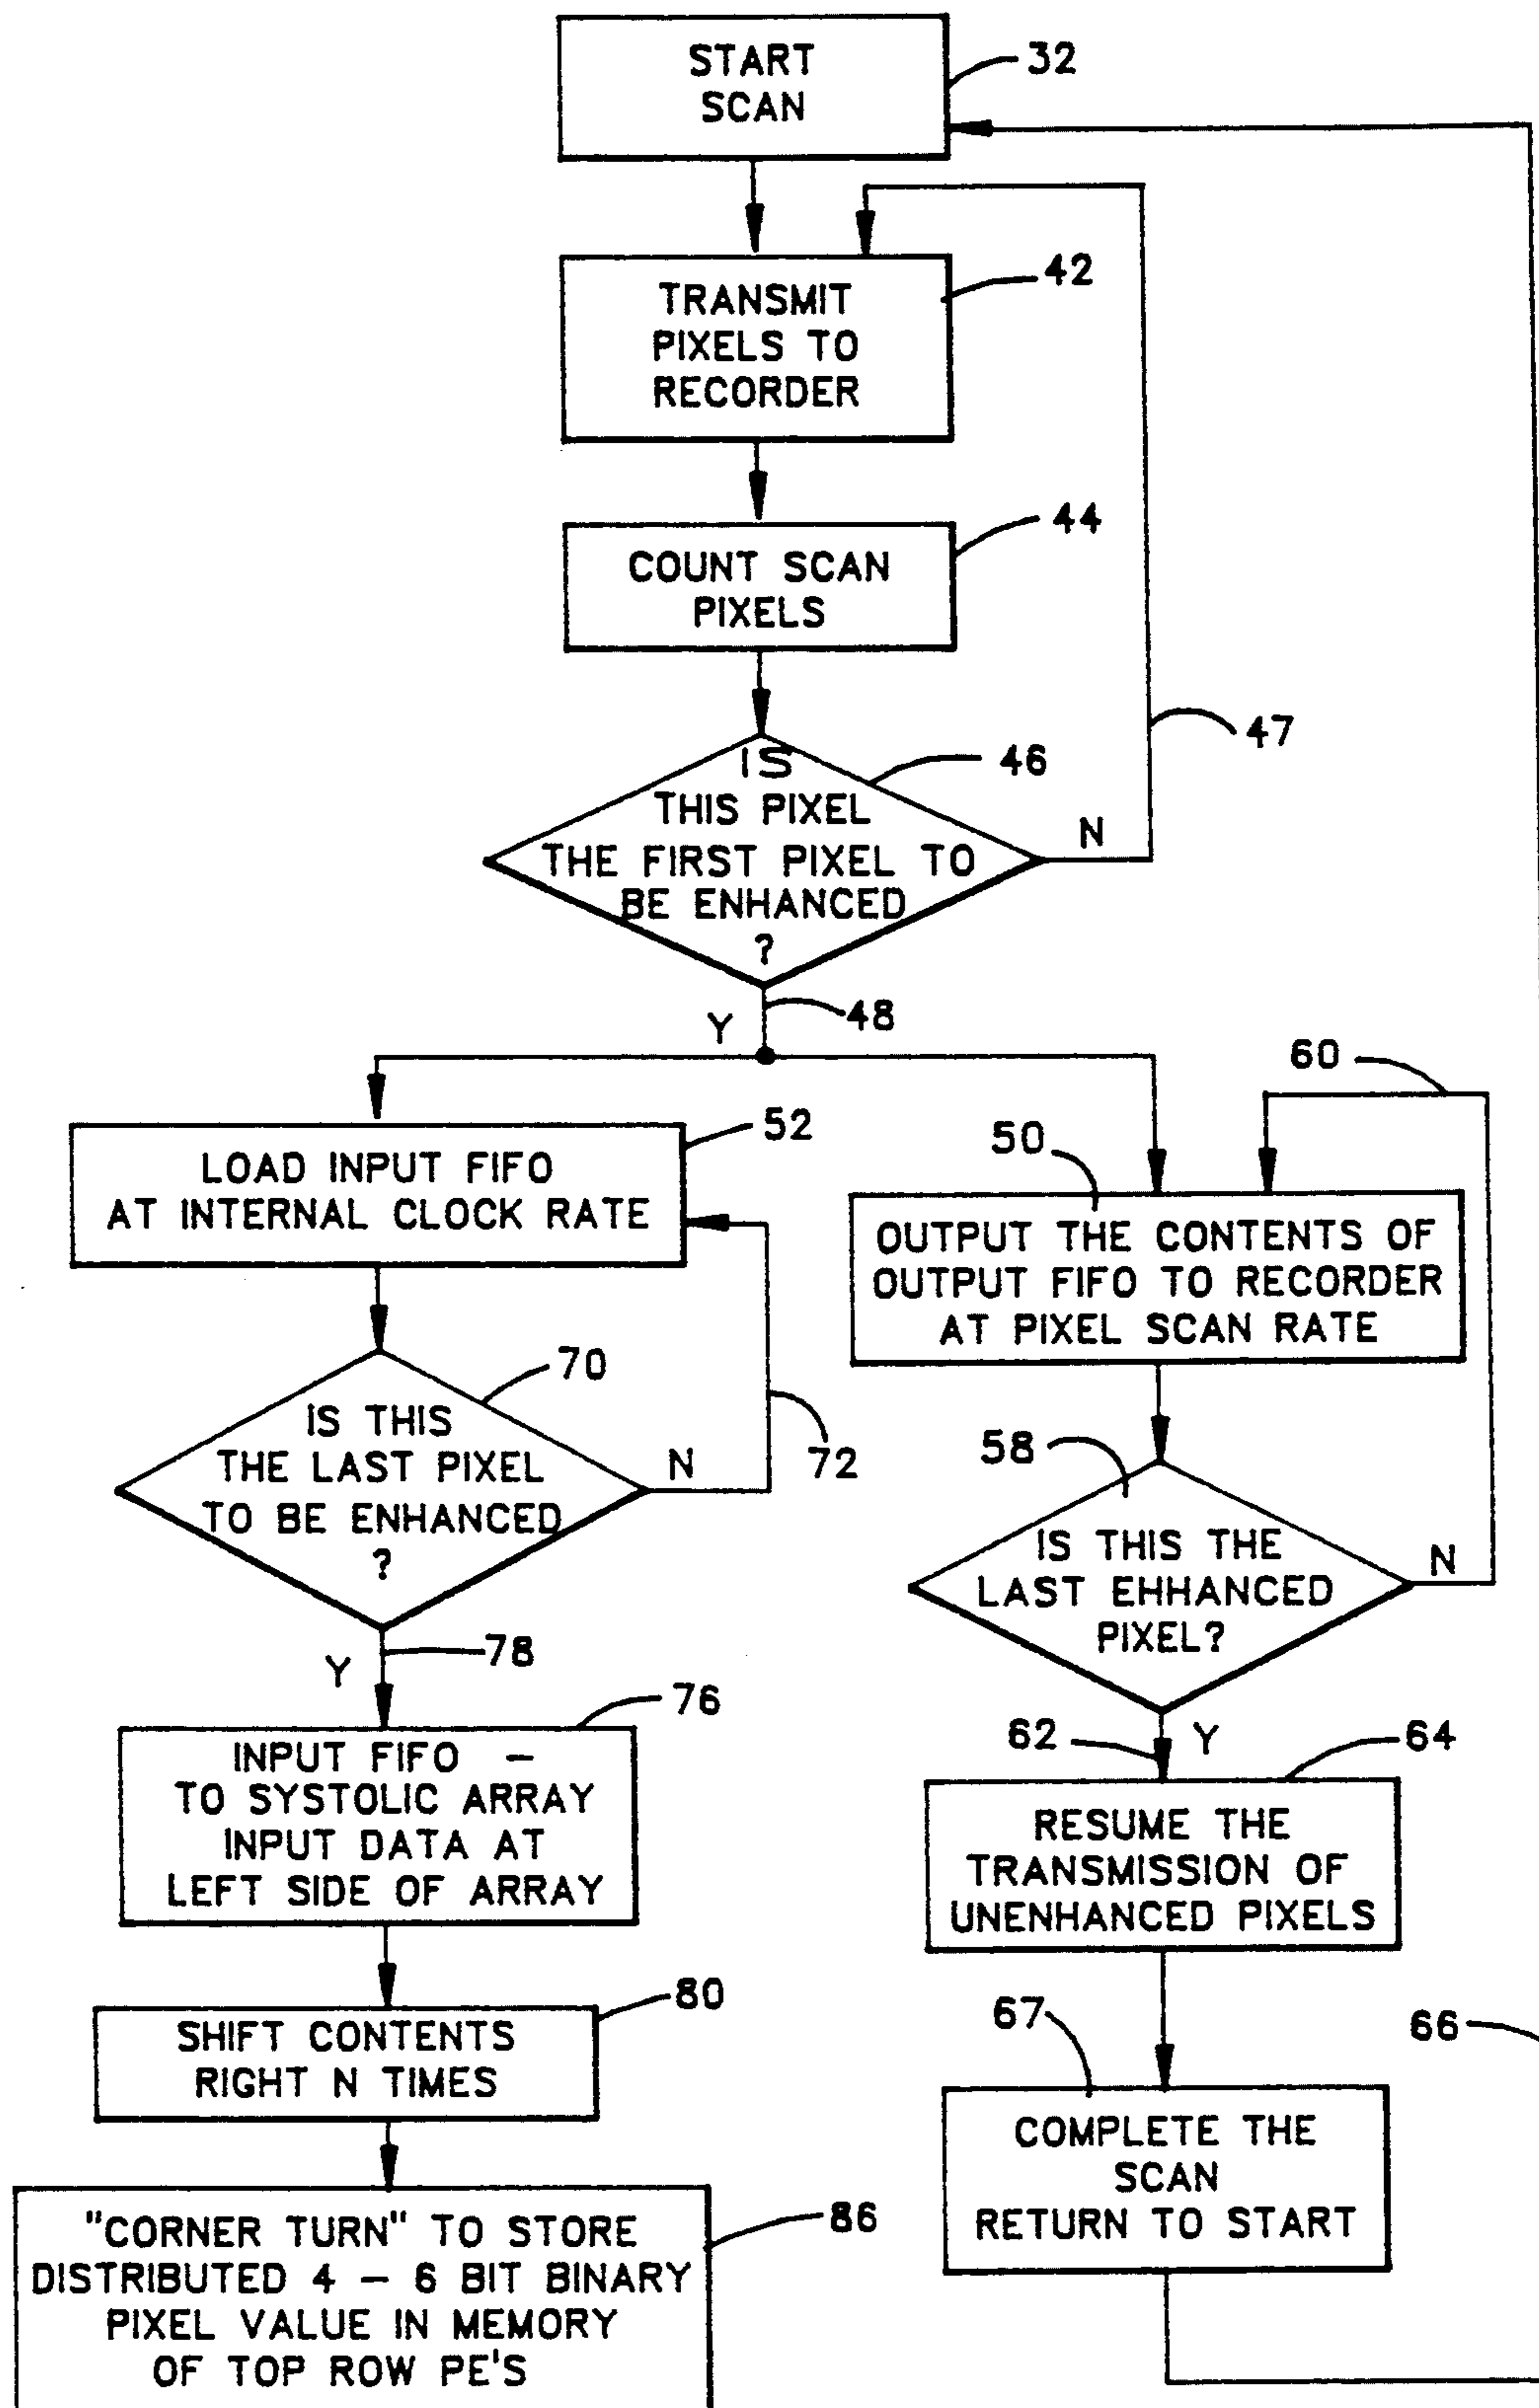 START
SCAN
32
TRANSMIT
PIXELS TO
RECORDER
42
COUNT SCAN
PIXELS
44
IS
THIS PIXEL
THE FIRST PIXEL TO
BE ENHANCED
?
46
N
47
Y
48
LOAD INPUT FIFO
AT INTERNAL CLOCK RATE
52
IS THIS
THE LAST PIXEL
TO BE ENHANCED
?
70
N
72
Y
78
INPUT FIFO –
TO SYSTOLIC ARRAY
INPUT DATA AT
LEFT SIDE OF ARRAY
76
SHIFT CONTENTS
RIGHT N TIMES
80
"CORNER TURN" TO STORE
DISTRIBUTED 4 – 6 BIT BINARY
PIXEL VALUE IN MEMORY
OF TOP ROW PE'S
86
50
60
OUTPUT THE CONTENTS OF
OUTPUT FIFO TO RECORDER
AT PIXEL SCAN RATE
58
IS THIS THE
LAST EHHANCED
PIXEL?
N
62
Y
64
RESUME THE
TRANSMISSION OF
UNENHANCED PIXELS
67
66
COMPLETE THE
SCAN
RETURN TO START